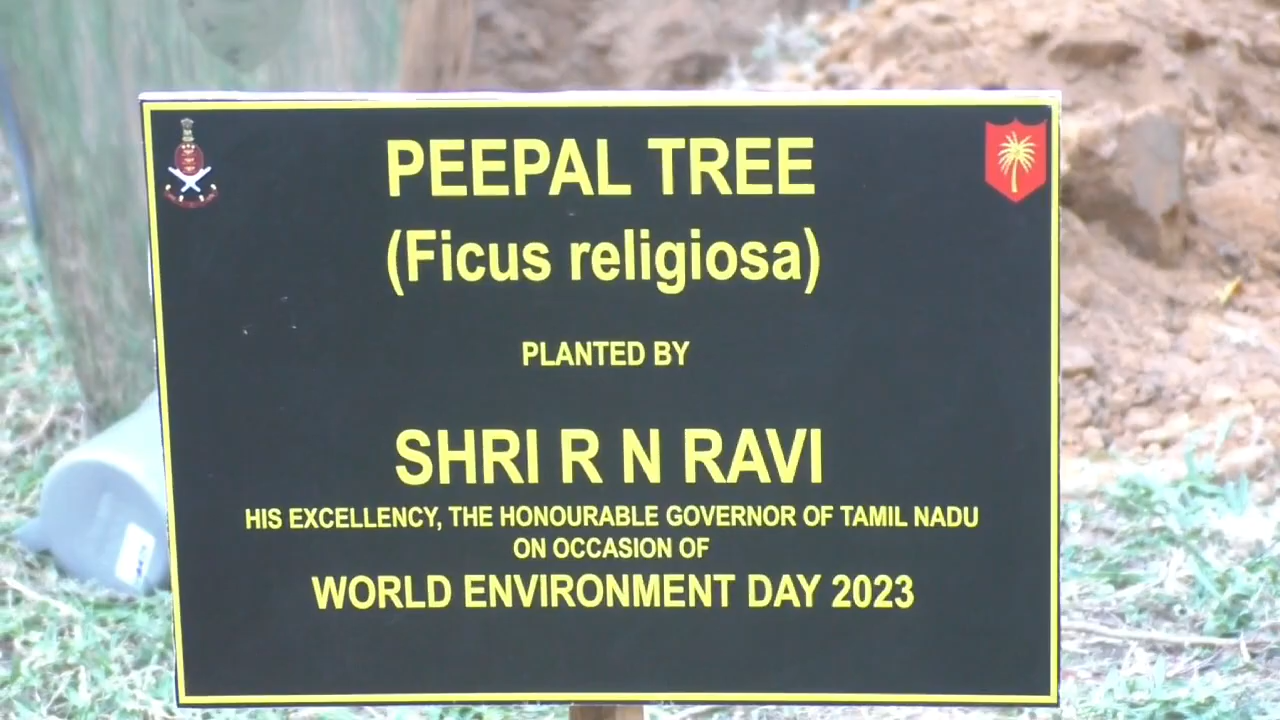 PEEPAL TREE
(Ficus religiosa)
PLANTED BY
SHRI R N RAVI
HIS EXCELLENCY, THE HONOURABLE GOVERNOR OF TAMIL NADU
ON OCCASION OF
WORLD ENVIRONMENT DAY 2023